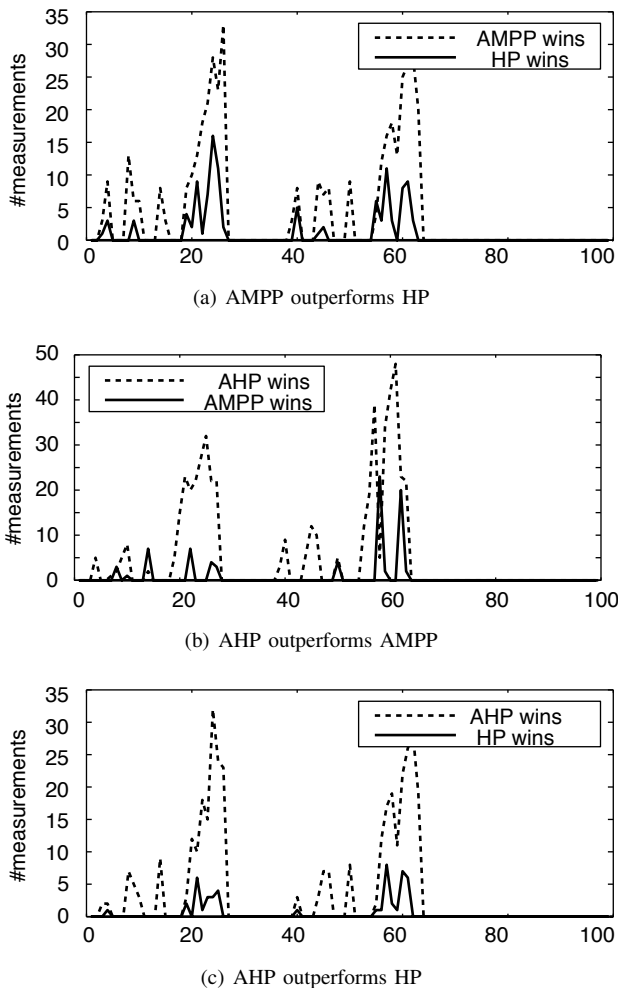 35
30
25
20
15
10
5
0
#measurements
AMPP wins
HP wins
0 20 40 60 80 100
(a) AMPP outperforms HP
50
40
30
20
10
0
#measurements
AHP wins
AMPP wins
0 20 40 60 80 100
(b) AHP outperforms AMPP
35
30
25
20
15
10
5
0
#measurements
AHP wins
HP wins
0 20 40 60 80 100
(c) AHP outperforms HP